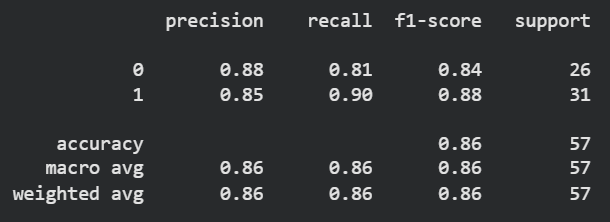 precision recall f1-score support
0 0.88 0.81 0.84 26
1 0.85 0.90 0.88 31
accuracy 0.86 57
macro avg 0.86 0.86 0.86 57
weighted avg 0.86 0.86 0.86 57